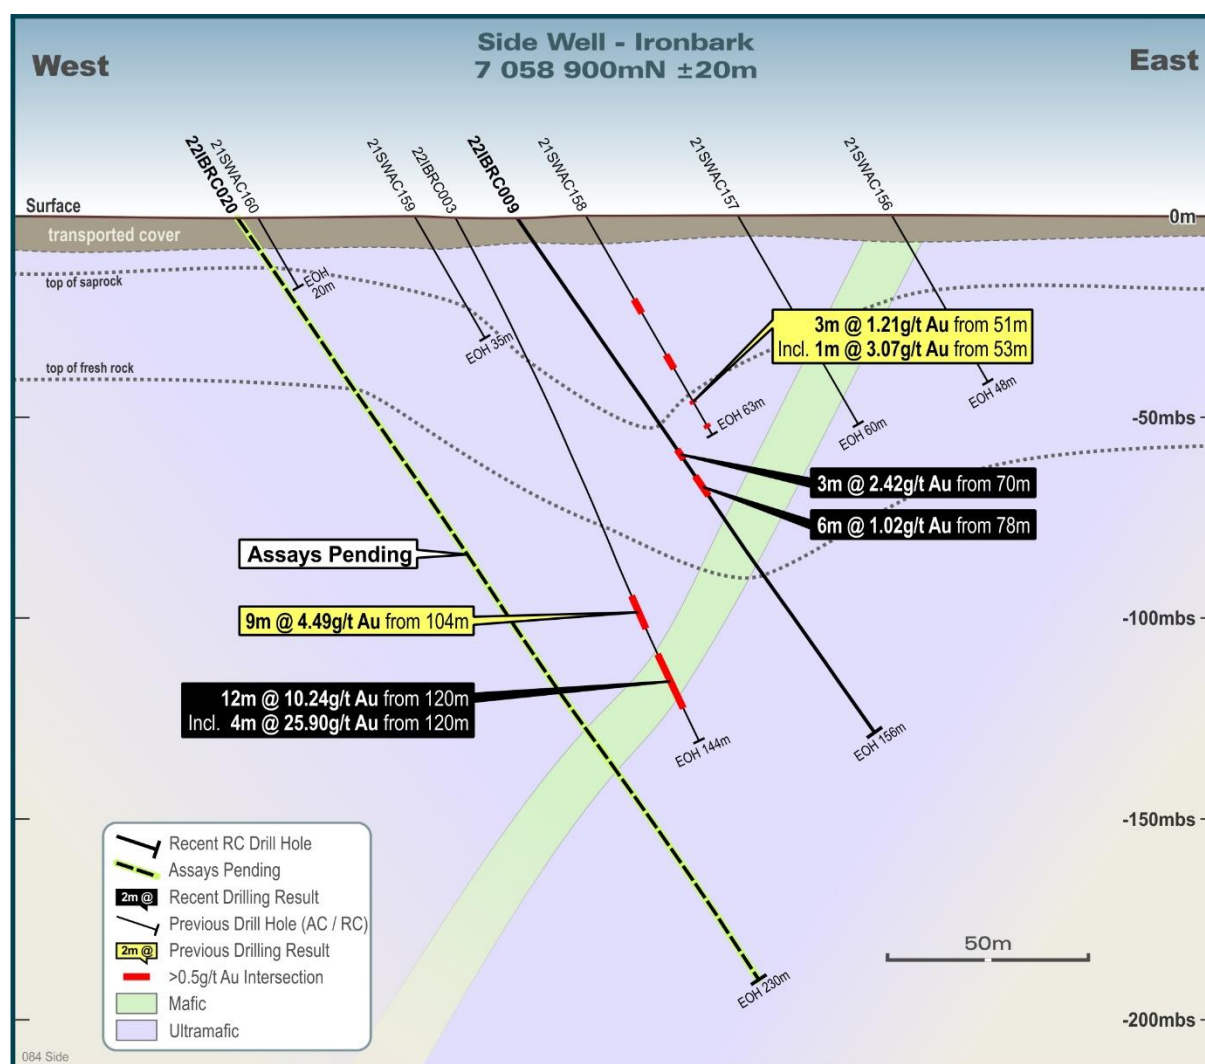 Side Well - Ironbark
7 058 900mN ±20m
West
East
22IBRC020
21SWAC160
21SWAC159
22IBRC003
22IBRC009
21SWAC158
21SWAC157
21SWAC156
Surface
0m
transported cover
top of saprock
EOH
20m
EOH 35m
3m @ 1.21g/t Au from 51m
Incl. 1m @ 3.07g/t Au from 53m
top of fresh rock
EOH 48m
EOH 63m
EOH 60m
-50mbs
3m @ 2.42g/t Au from 70m
6m @ 1.02g/t Au from 78m
Assays Pending
9m @ 4.49g/t Au from 104m
-100mbs
12m @ 10.24g/t Au from 120m
Incl. 4m @ 25.90g/t Au from 120m
EOH 144m
EOH 156m
-150mbs
Recent RC Drill Hole
Assays Pending
2m @ Recent Drilling Result
Previous Drill Hole (AC / RC)
2m @ Previous Drilling Result
>0.5g/t Au Intersection
Mafic
Ultramafic
50m
EOH 230m
-200mbs
084 Side